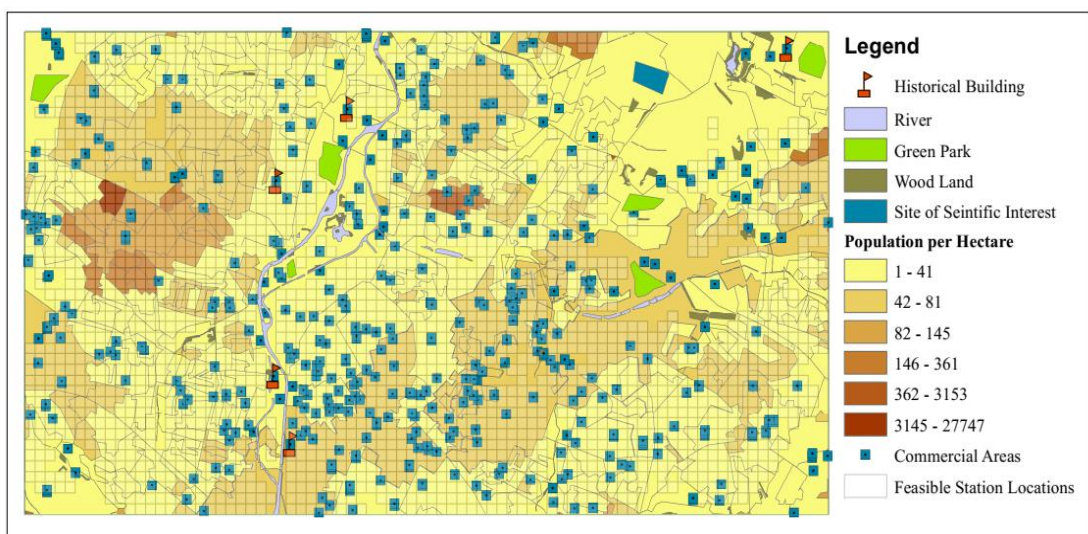 Legend
Historical Building
River
Green Park
Wood Land
Site of Seintific Interest
Population per Hectare
1 - 41
42 - 81
82 - 145
146 - 361
362 - 3153
3145 - 27747
Commercial Areas
Feasible Station Locations